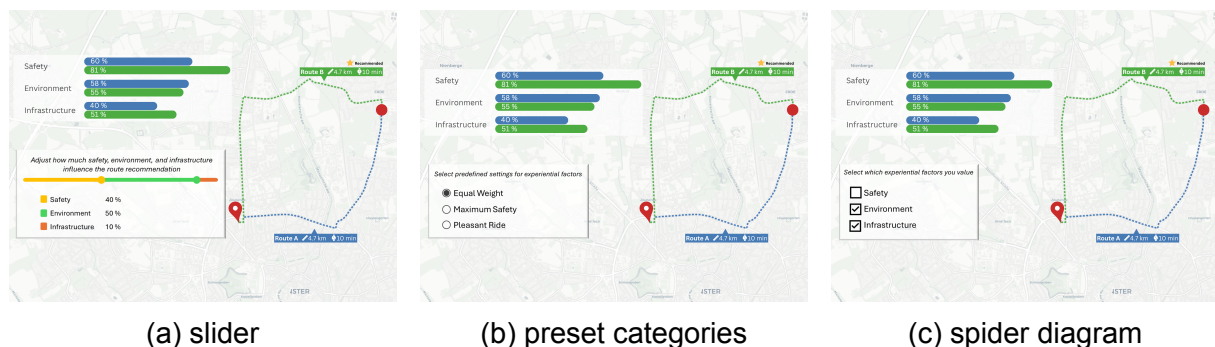 60 %
Safety
81 %
58 %
Environment
55 %
40 %
Infrastructure
51 %
Recommended
Route B 4.7 km 10 min
Adjust how much safety, environment, and infrastructure
influence the route recommendation
Safety 40 %
Environment 50 %
Infrastructure 10 %
Route A 4.7 km 10 min
ISTER
(a) slider
Nienberge
60 %
Safety
81 %
58 %
Environment
55 %
40 %
Infrastructure
51 %
Recommended
Route B 4.7 km 10 min
Select predefined settings for experiential factors
Equal Weight
Maximum Safety
Pleasant Ride
Route A 4.7 km 10 min
ISTER
(b) preset categories
Nienberge
60 %
Safety
81 %
58 %
Environment
55 %
40 %
Infrastructure
51 %
Recommended
Route B 4.7 km 10 min
Select which experiential factors you value
Safety
Environment
Infrastructure
Route A 4.7 km 10 min
ISTER
(c) spider diagram